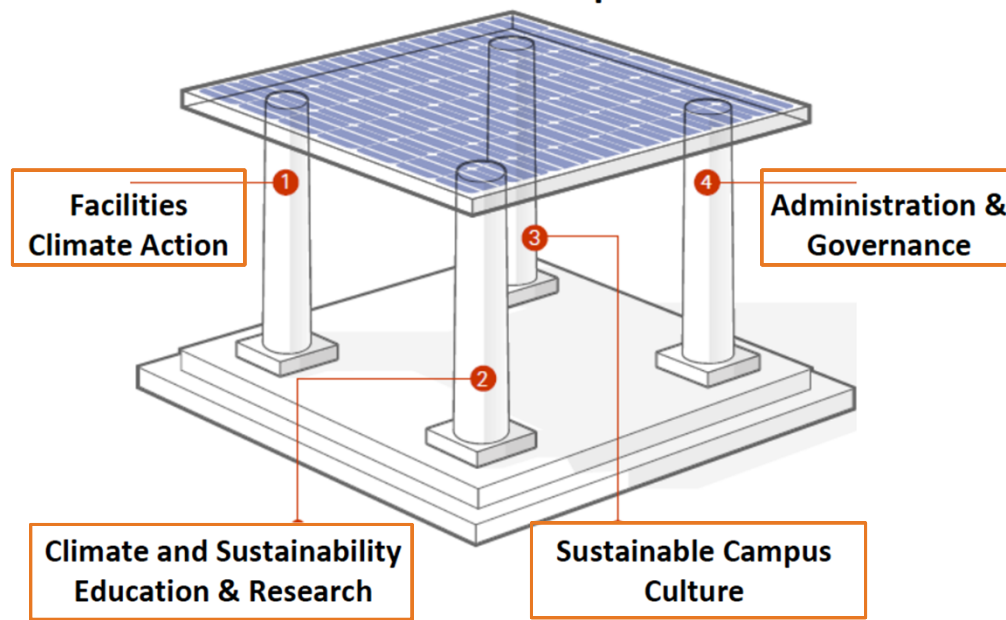 1
Facilities
Climate Action
4
Administration &
Governance
3
2
Climate and Sustainability
Education & Research
Sustainable Campus
Culture